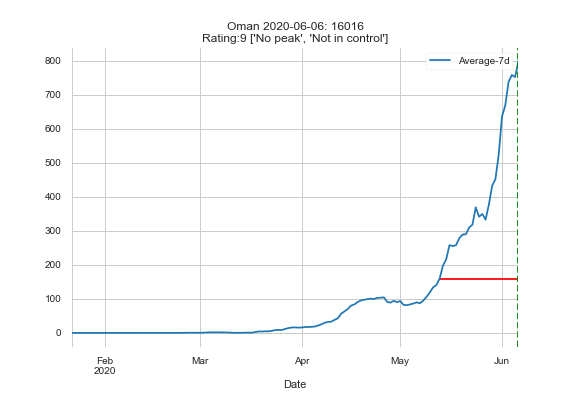 Oman 2020-06-06: 16016
Rating:9 ['No peak', 'Not in control']
Average-7d
800
700
600
500
400
300
200
100
0
Feb
2020
Mar
Apr
May
Jun
Date